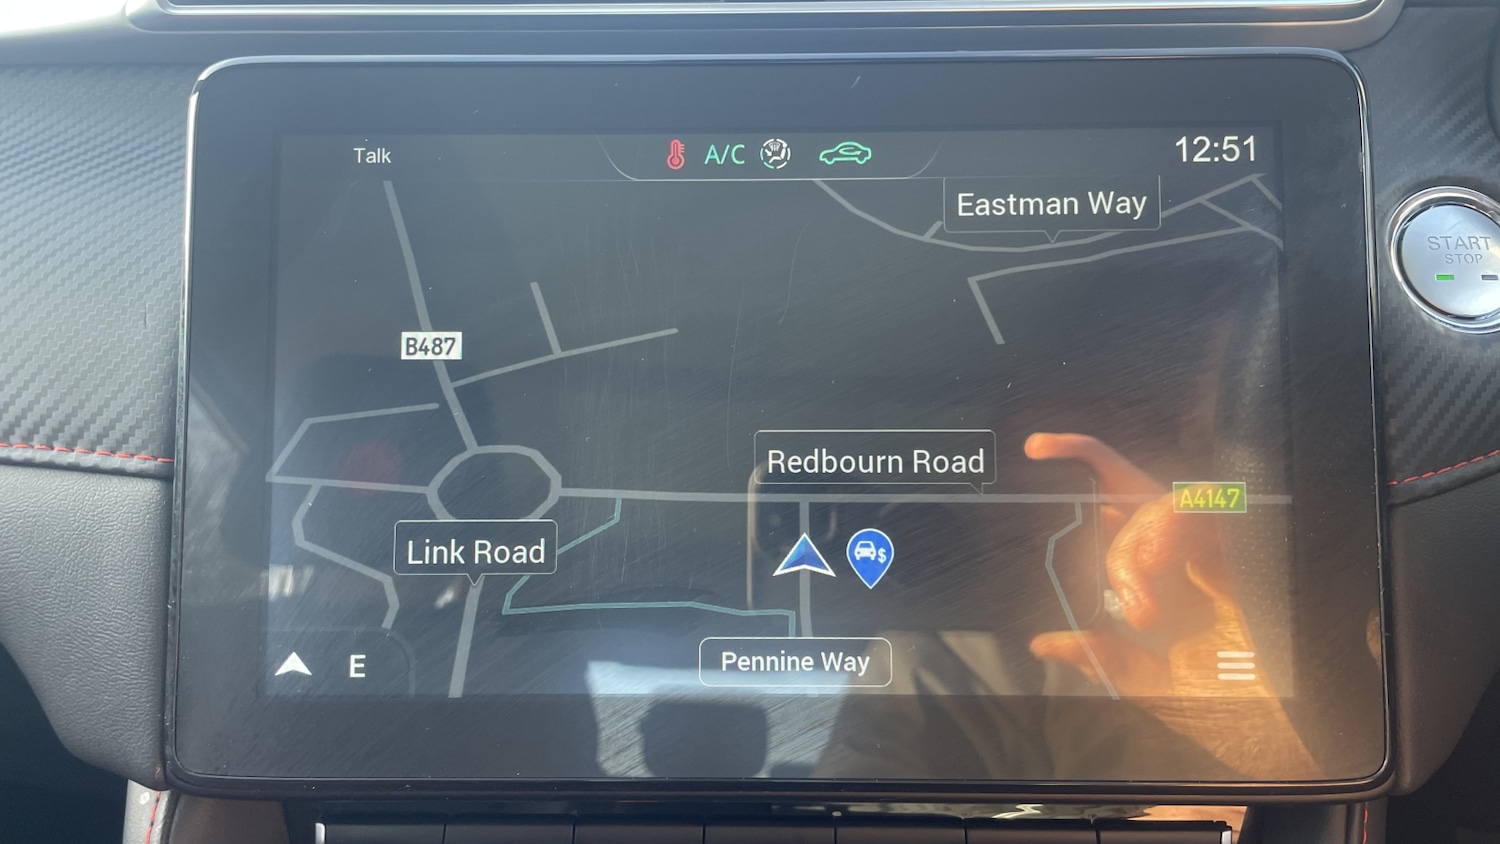 Talk
A/C
12:51
Eastman Way
START
STOP
B487
Redbourn Road
A4147
Link Road
$
Pennine Way
E